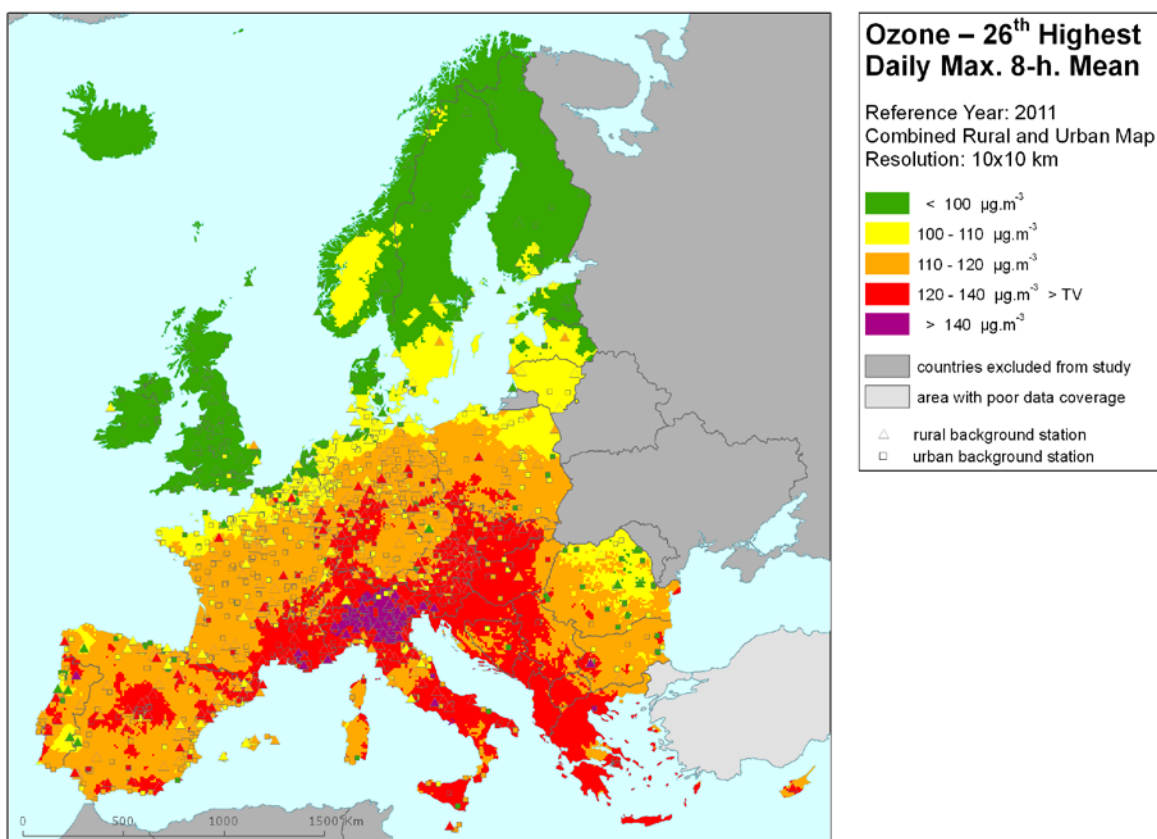 Ozone – 26th Highest
Daily Max. 8-h. Mean
Reference Year: 2011
Combined Rural and Urban Map
Resolution: 10x10 km
< 100 µg.m-3
100 - 110 µg.m-3
110 - 120 µg.m-3
120 - 140 µg.m-3 > TV
> 140 µg.m-3
countries excluded from study
area with poor data coverage
rural background station
urban background station
0 500 1000 1500 Km